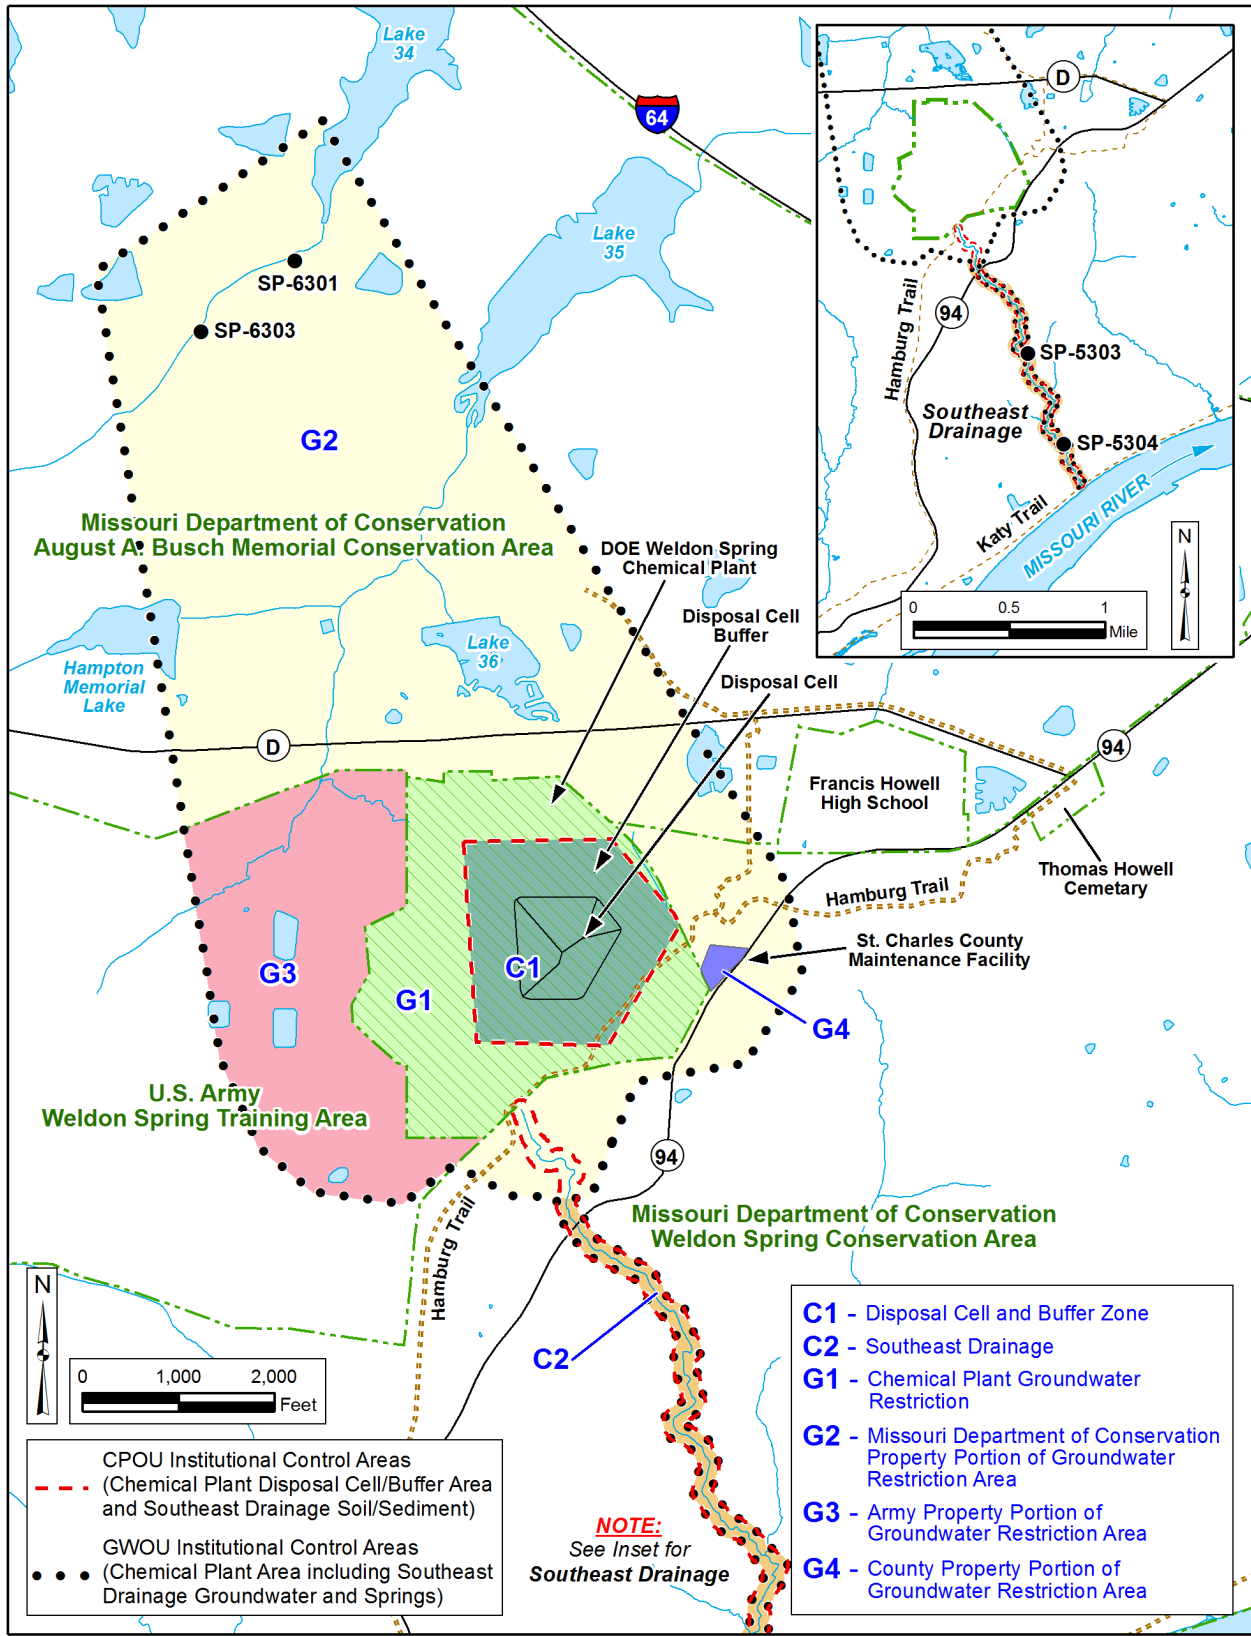 Lake
34
64
Lake
35
SP-6301
SP-6303
G2
Missouri Department of Conservation
August A. Busch Memorial Conservation Area
DOE Weldon Spring
Chemical Plant
Disposal Cell
Buffer
Disposal Cell
Hampton
Memorial
Lake
Lake
36
D
94
Francis Howell
High School
Thomas Howell
Cemetary
Hamburg Trail
St. Charles County
Maintenance Facility
G3
G1
C1
G4
U.S. Army
Weldon Spring Training Area
94
Hamburg Trail
Missouri Department of Conservation
Weldon Spring Conservation Area
C2
NOTE:
See Inset for
Southeast Drainage
D
Hamburg Trail
94
SP-5303
Southeast
Drainage
SP-5304
Katy Trail
MISSOURI RIVER
N
0 0.5 1
Mile
N
0 1,000 2,000
Feet
CPOU Institutional Control Areas
(Chemical Plant Disposal Cell/Buffer Area
and Southeast Drainage Soil/Sediment)
GWOU Institutional Control Areas
(Chemical Plant Area including Southeast
Drainage Groundwater and Springs)
C1 - Disposal Cell and Buffer Zone
C2 - Southeast Drainage
G1 - Chemical Plant Groundwater
Restriction
G2 - Missouri Department of Conservation
Property Portion of Groundwater
Restriction Area
G3 - Army Property Portion of
Groundwater Restriction Area
G4 - County Property Portion of
Groundwater Restriction Area